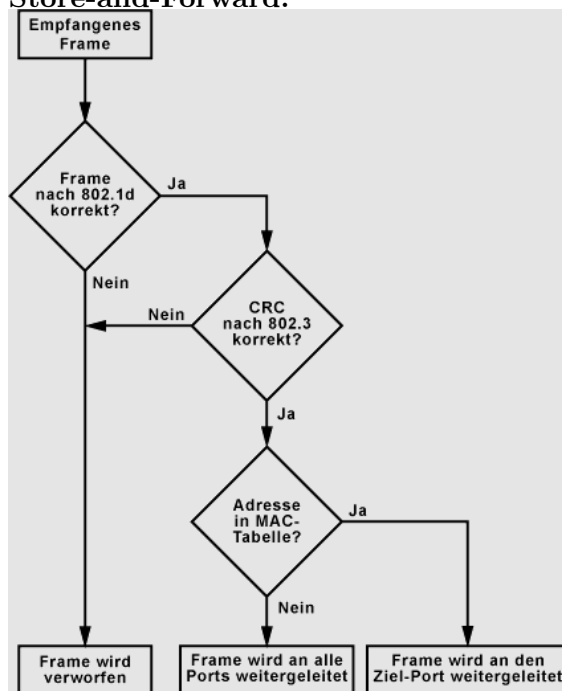 Store-and-Forward:
Empfangenes
Frame
Frame
nach 802.1d
korrekt?
Ja
Nein
CRC
nach 802.3
korrekt?
Nein
Ja
Adresse
in MAC-
Tabelle?
Ja
Nein
Frame wird
verworfen
Frame wird an alle
Ports weitergeleitet
Frame wird an den
Ziel-Port weitergeleitet